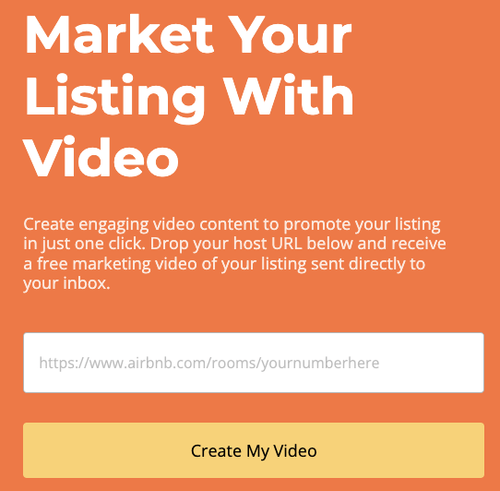 Market Your
Listing With
Video
Create engaging video content to promote your listing
in just one click. Drop your host URL below and receive
a free marketing video of your listing sent directly to
your inbox.
https://www.airbnb.com/rooms/yournumberhere
Create My Video